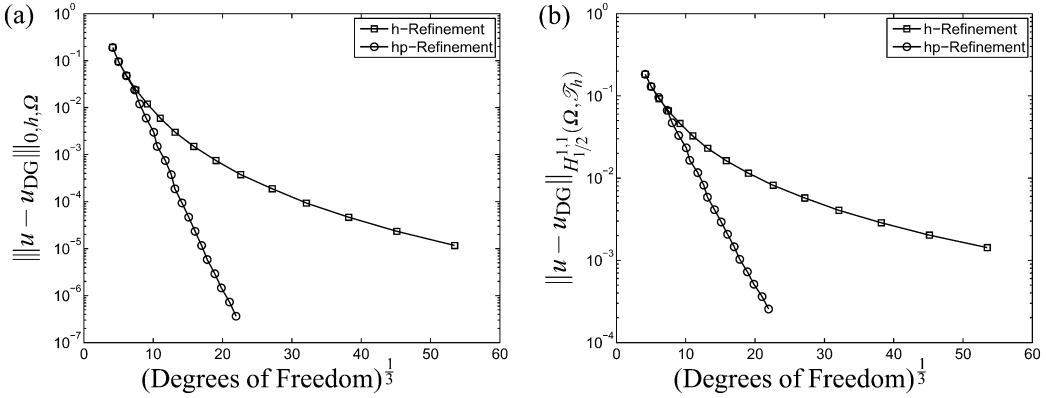 (a)
|||u − u_DG|||_{0,h,Ω}
10^0
10^−1
10^−2
10^−3
10^−4
10^−5
10^−6
10^−7
h−Refinement
hp−Refinement
0 10 20 30 40 50 60
(Degrees of Freedom)^{1/3}
(b)
||u − u_DG||_{H^{1,1}_{1/2}(Ω,𝒯_h)}
10^0
10^−1
10^−2
10^−3
10^−4
h−Refinement
hp−Refinement
0 10 20 30 40 50 60
(Degrees of Freedom)^{1/3}